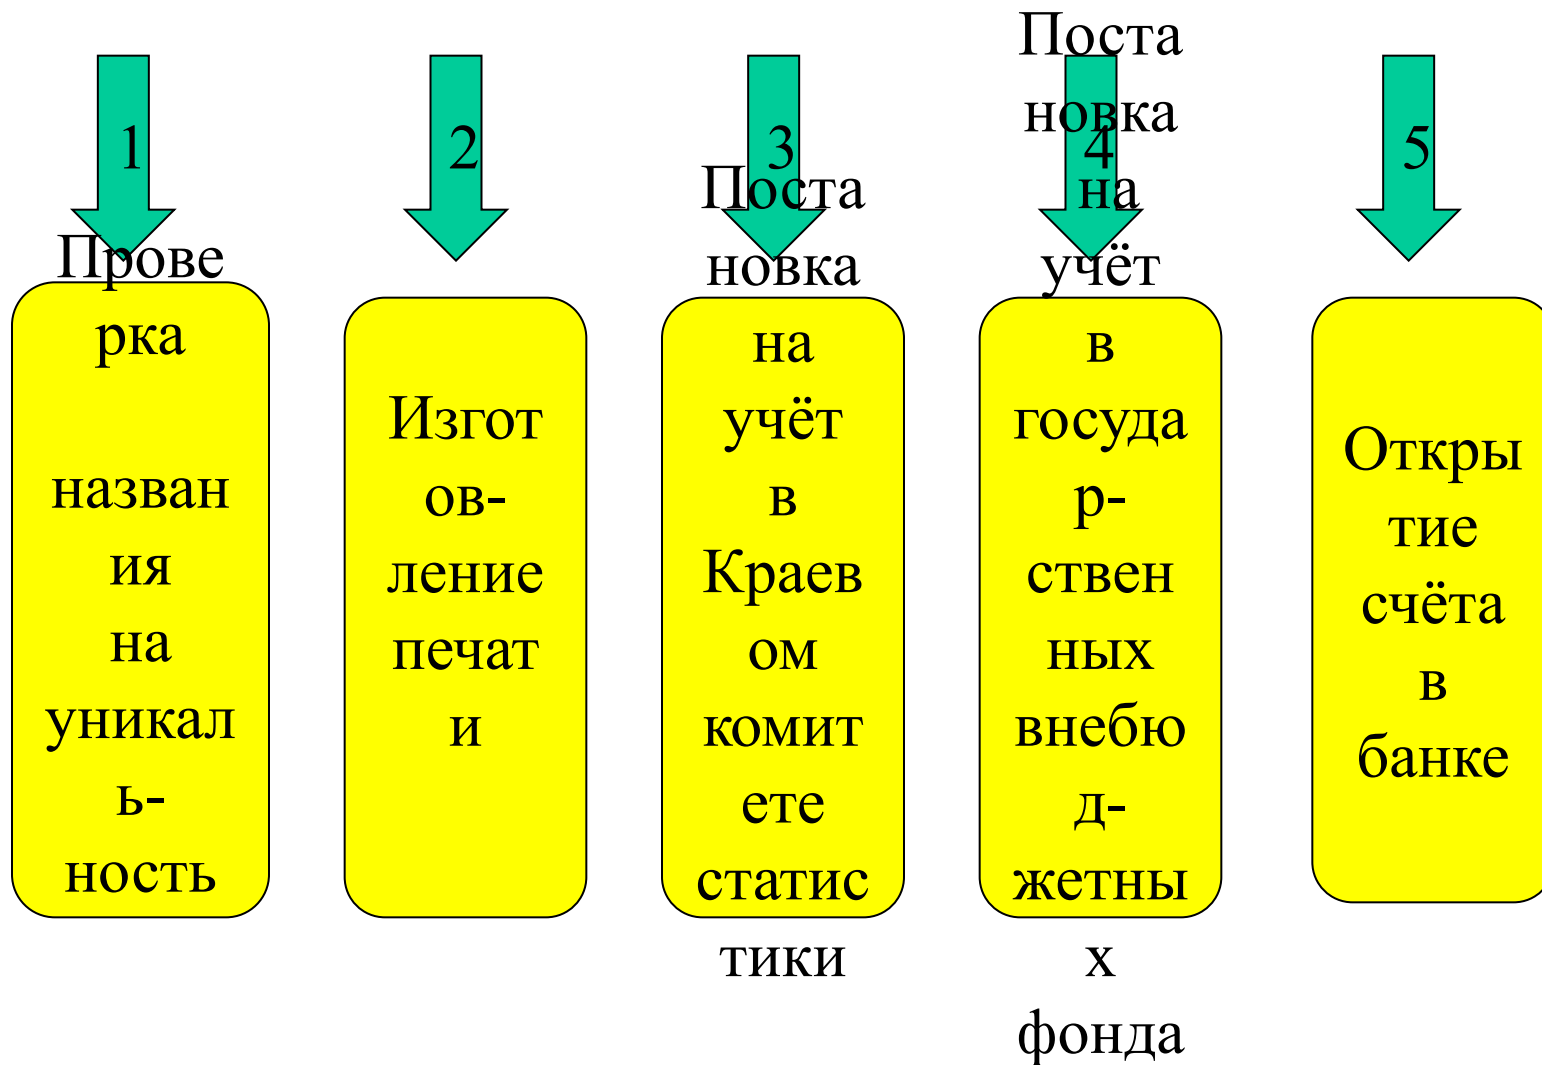 1
Прове
рка
назван
ия
на
уникал
ь-
ность
2
Изгот
ов-
ление
печат
и
3
Поста
новка
на
учёт
в
Краев
ом
комит
ете
статис
тики
4
Поста
новка
на
учёт
в
госуда
р-
ствен
ных
внебю
д-
жетны
х
фонда
5
Откры
тие
счёта
в
банке